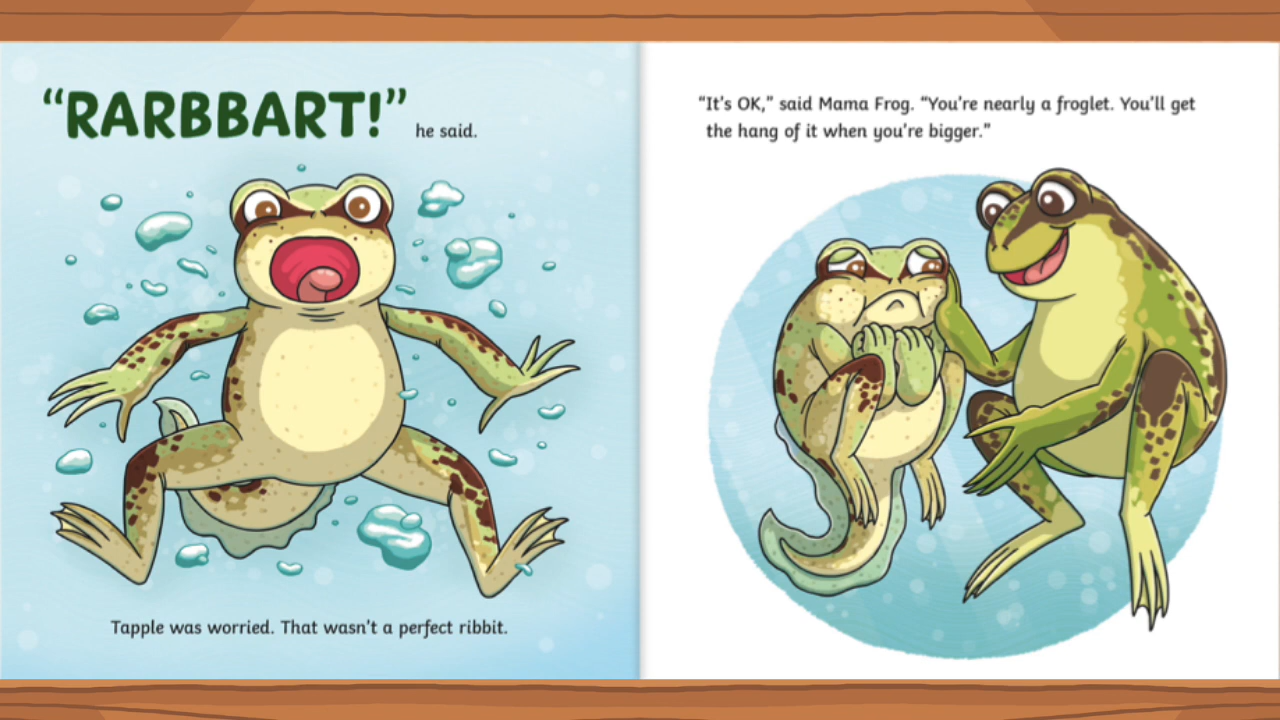 “RARBBART!” he said.
Tapple was worried. That wasn’t a perfect ribbit.
“It’s OK,” said Mama Frog. “You’re nearly a froglet. You’ll get
the hang of it when you’re bigger.”